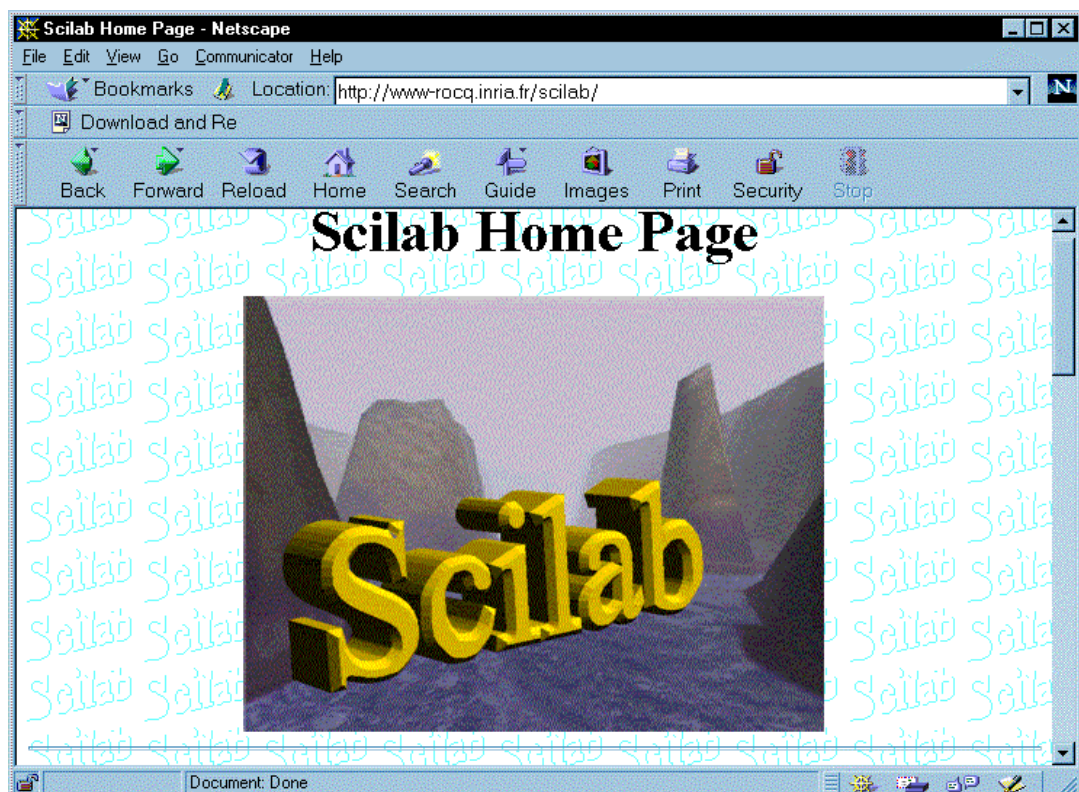 Scilab Home Page - Netscape
File Edit View Go Communicator Help
Bookmarks Location: http://www-rocq.inria.fr/scilab/ N
Download and Re
Back Forward Reload Home Search Guide Images Print Security Stop
Scilab Home Page
Scilab
Document: Done